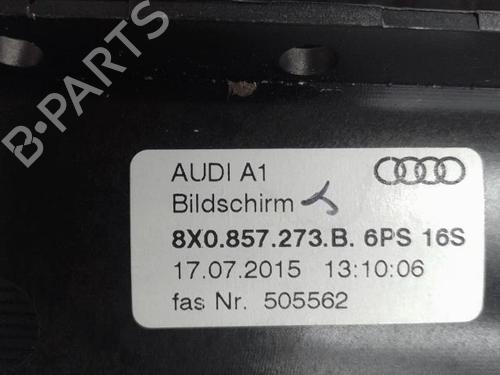 B-PARTS
AUDI A1
Bildschirm
8X0.857.273.B. 6PS 16S
17.07.2015 13:10:06
fas Nr. 505562